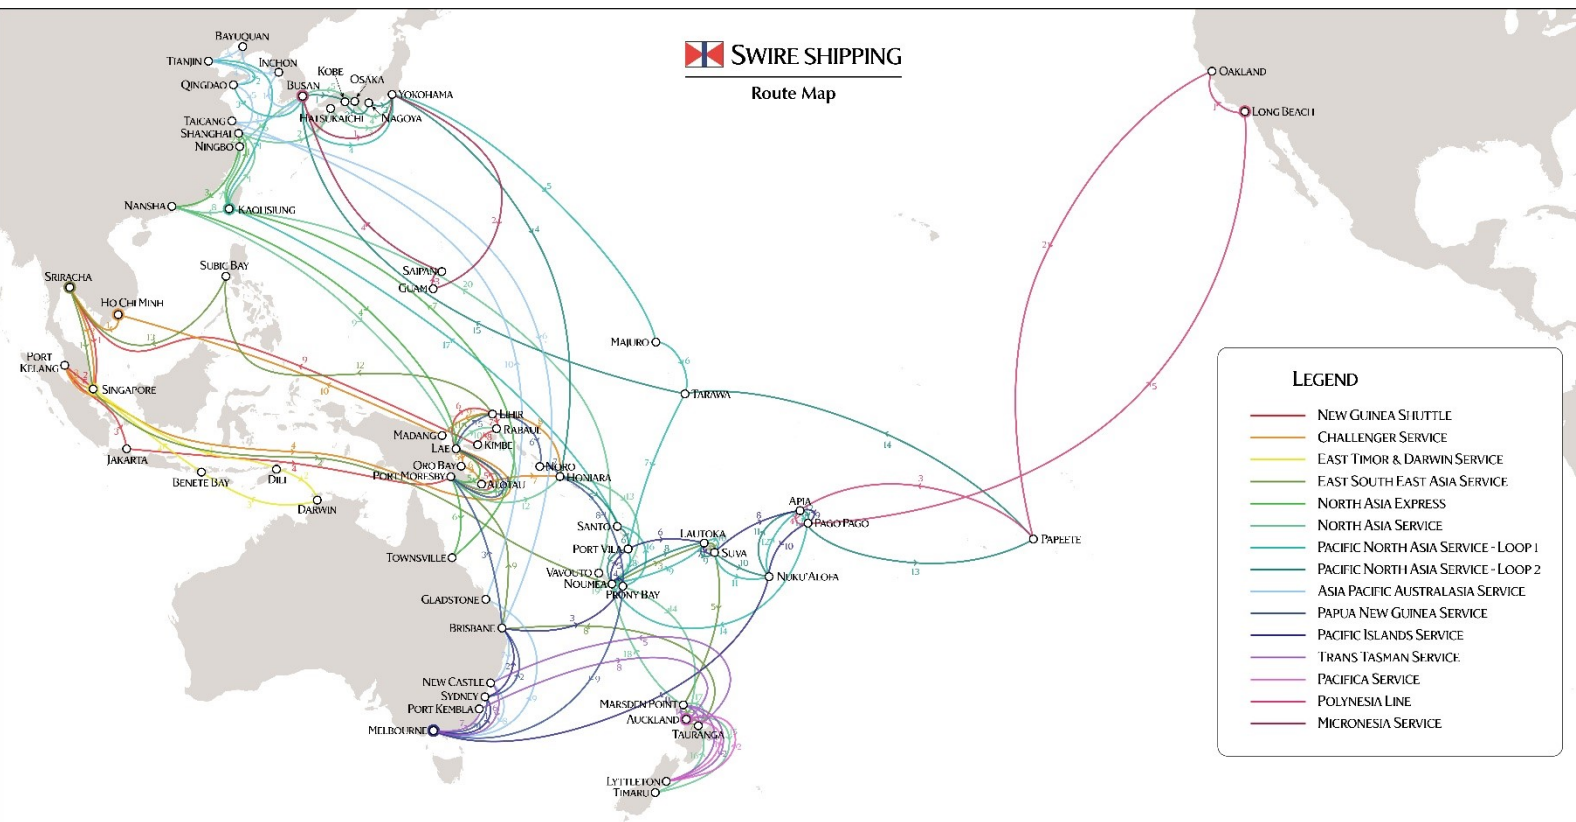 SWIRE SHIPPING
Route Map
BAYUQUAN
TIANJIN
INCHON
QINGDAO
BUSAN
KOBE
OSAKA
YOKOHAMA
HATSUKAICHI
NAGOYA
TAICANG
SHANGHAI
NINGBO
NANSHA
KAOHSIUNG
OAKLAND
LONG BEACH
SAIPAN
GUAM
SUBIC BAY
SRIRACHA
HO CHI MINH
PORT
KELANG
SINGAPORE
JAKARTA
BENETE BAY
DILI
DARWIN
MAJURO
TARAWA
LIHIR
MADANG
RABAUL
LAE
KIMBE
ORO BAY
NORO
PORT MORESBY
ALOTAU
HONIARA
SANTO
PORT VILA
LAUTOKA
SUVA
APIA
PAGO PAGO
PAPEETE
TOWNSVILLE
VAVOUTO
NOUMEA
PRONY BAY
NUKU'ALOFA
GLADSTONE
BRISBANE
NEW CASTLE
SYDNEY
PORT KEMBLA
MELBOURNE
MARSDEN POINT
AUCKLAND
TAURANGA
LYTTLETON
TIMARU
LEGEND
NEW GUINEA SHUTTLE
CHALLENGER SERVICE
EAST TIMOR & DARWIN SERVICE
EAST SOUTH EAST ASIA SERVICE
NORTH ASIA EXPRESS
NORTH ASIA SERVICE
PACIFIC NORTH ASIA SERVICE - LOOP 1
PACIFIC NORTH ASIA SERVICE - LOOP 2
ASIA PACIFIC AUSTRALASIA SERVICE
PAPUA NEW GUINEA SERVICE
PACIFIC ISLANDS SERVICE
TRANS TASMAN SERVICE
PACIFICA SERVICE
POLYNESIA LINE
MICRONESIA SERVICE